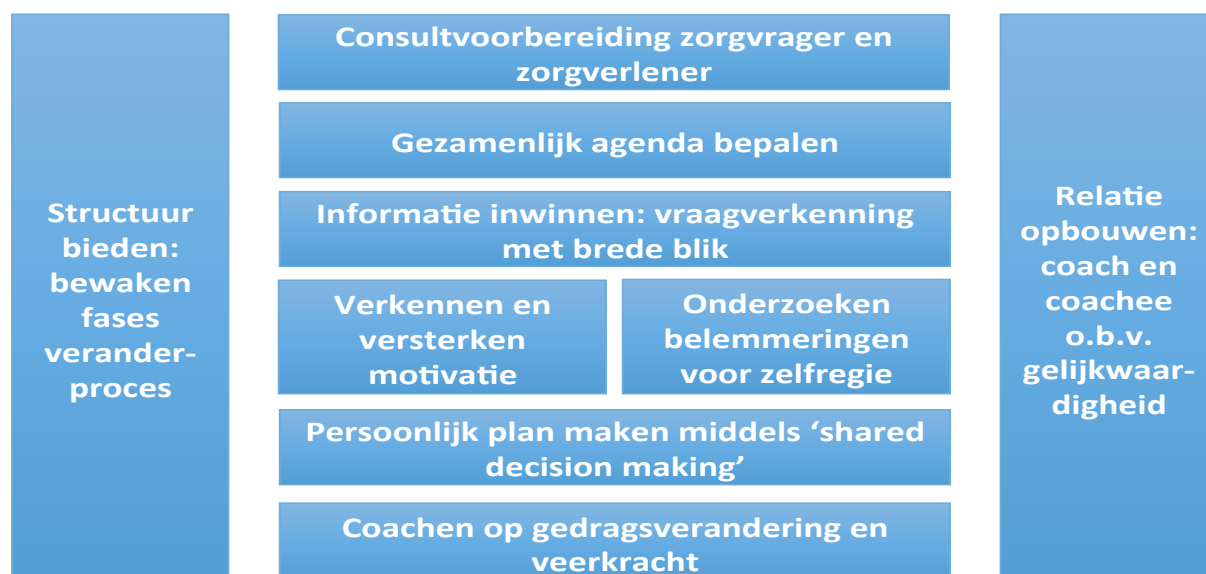 Structuur
bieden:
bewaken
fases
verander-
proces
Consultvoorbereiding zorgvrager en
zorgverlener
Gezamenlijk agenda bepalen
Informatie inwinnen: vraagverkenning
met brede blik
Verkennen en
versterken
motivatie
Onderzoeken
belemmeringen
voor zelfregie
Persoonlijk plan maken middels ‘shared
decision making’
Coachen op gedragsverandering en
veerkracht
Relatie
opbouwen:
coach en
coachee
o.b.v.
gelijkwaar-
digheid